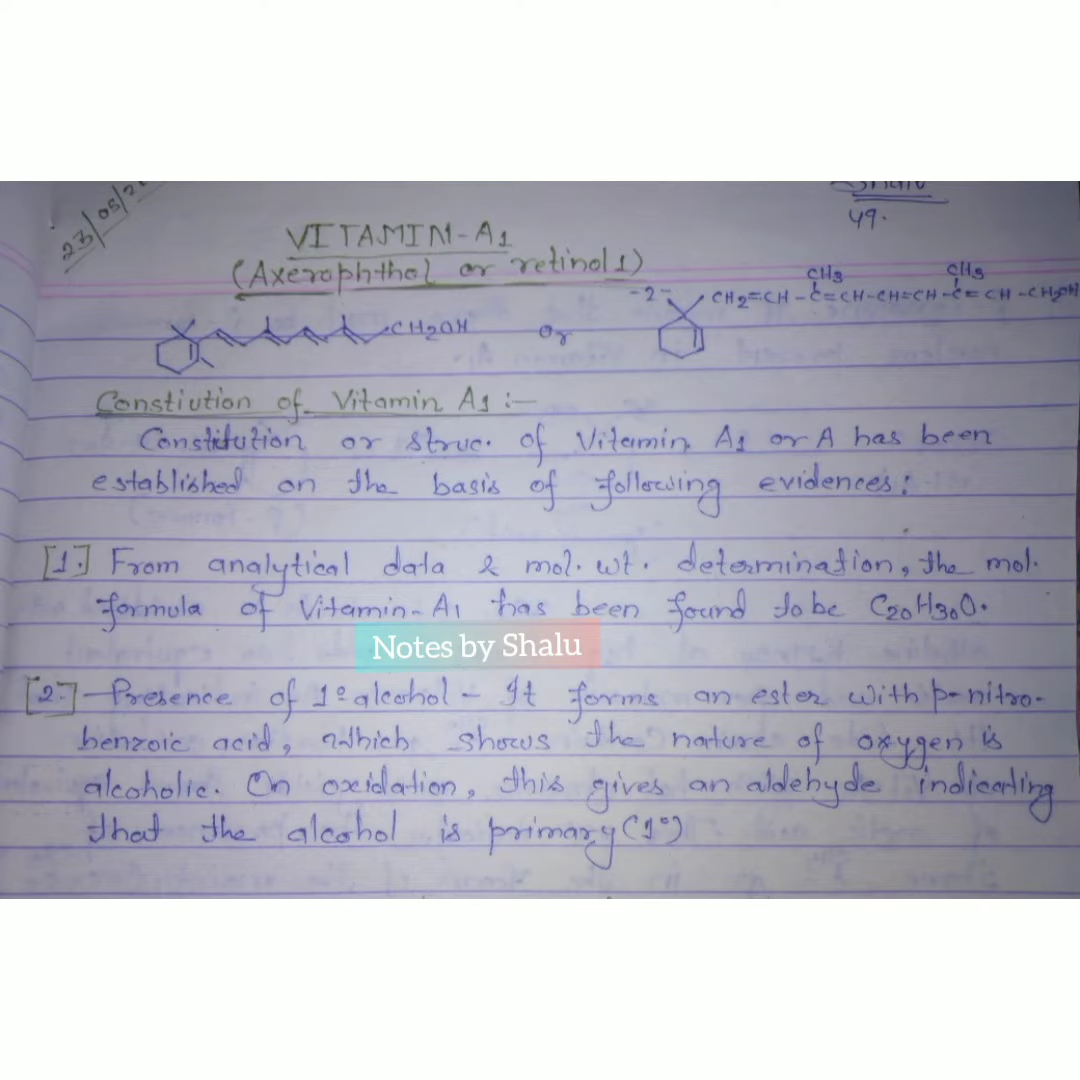 23/05/2
49.
VITAMIN-A1
(Axerophthol or retinol 1)
-2-
CH3 CH3
CH2=CH-C=CH-CH=CH-C=CH-CH2OH
CH2OH or
Constiution of Vitamin A1 :-
Constitution or struc. of Vitamin A1 or A has been
established on the basis of following evidences:
[1.] From analytical data & mol. wt. determination, the mol.
formula of Vitamin-A1 has been found to be C20H30O.
Notes by Shalu
[2.] Presence of 1º alcohol - It forms an ester with p-nitro-
benzoic acid, which shows the nature of oxygen is
alcoholic. On oxidation, this gives an aldehyde indicating
that the alcohol is primary (1º)